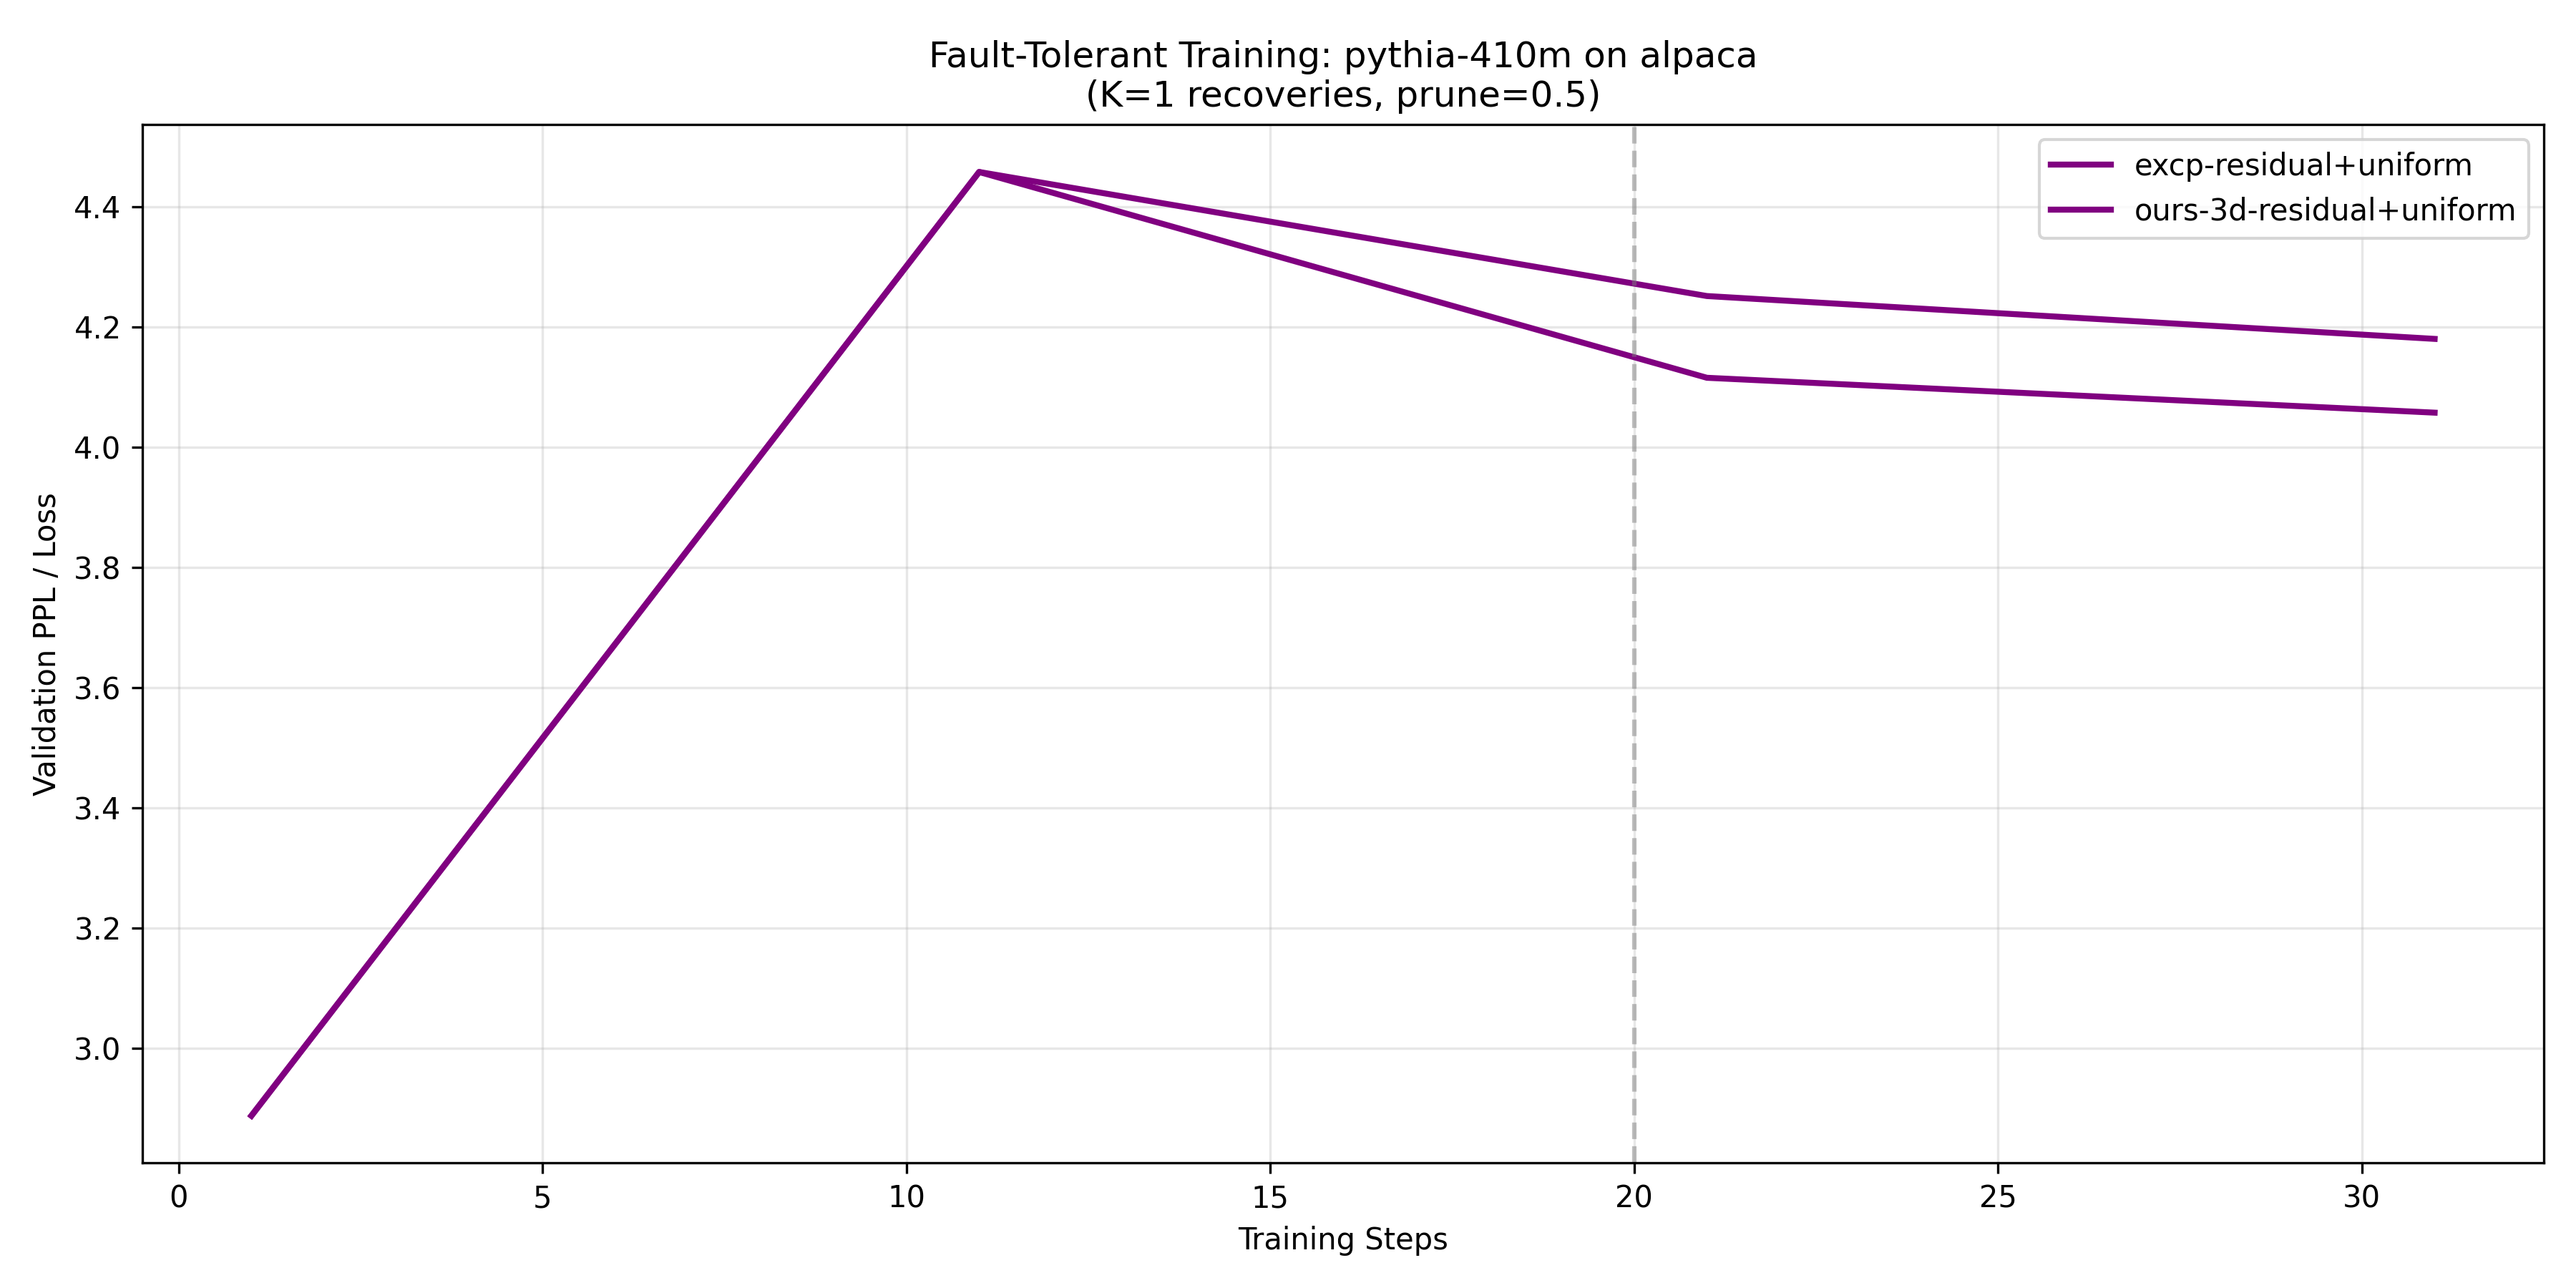 Fault-Tolerant Training: pythia-410m on alpaca
(K=1 recoveries, prune=0.5)
excp-residual+uniform
ours-3d-residual+uniform
Validation PPL / Loss
4.4
4.2
4.0
3.8
3.6
3.4
3.2
3.0
0 5 10 15 20 25 30
Training Steps